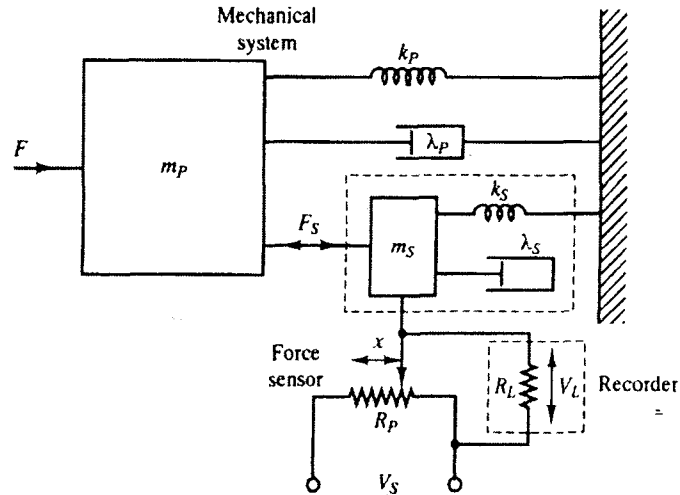 Mechanical
system
k_P
λ_P
F
m_P
k_S
F_S
m_S
λ_S
x
Force
sensor
R_P
R_L
V_L
Recorder
V_S